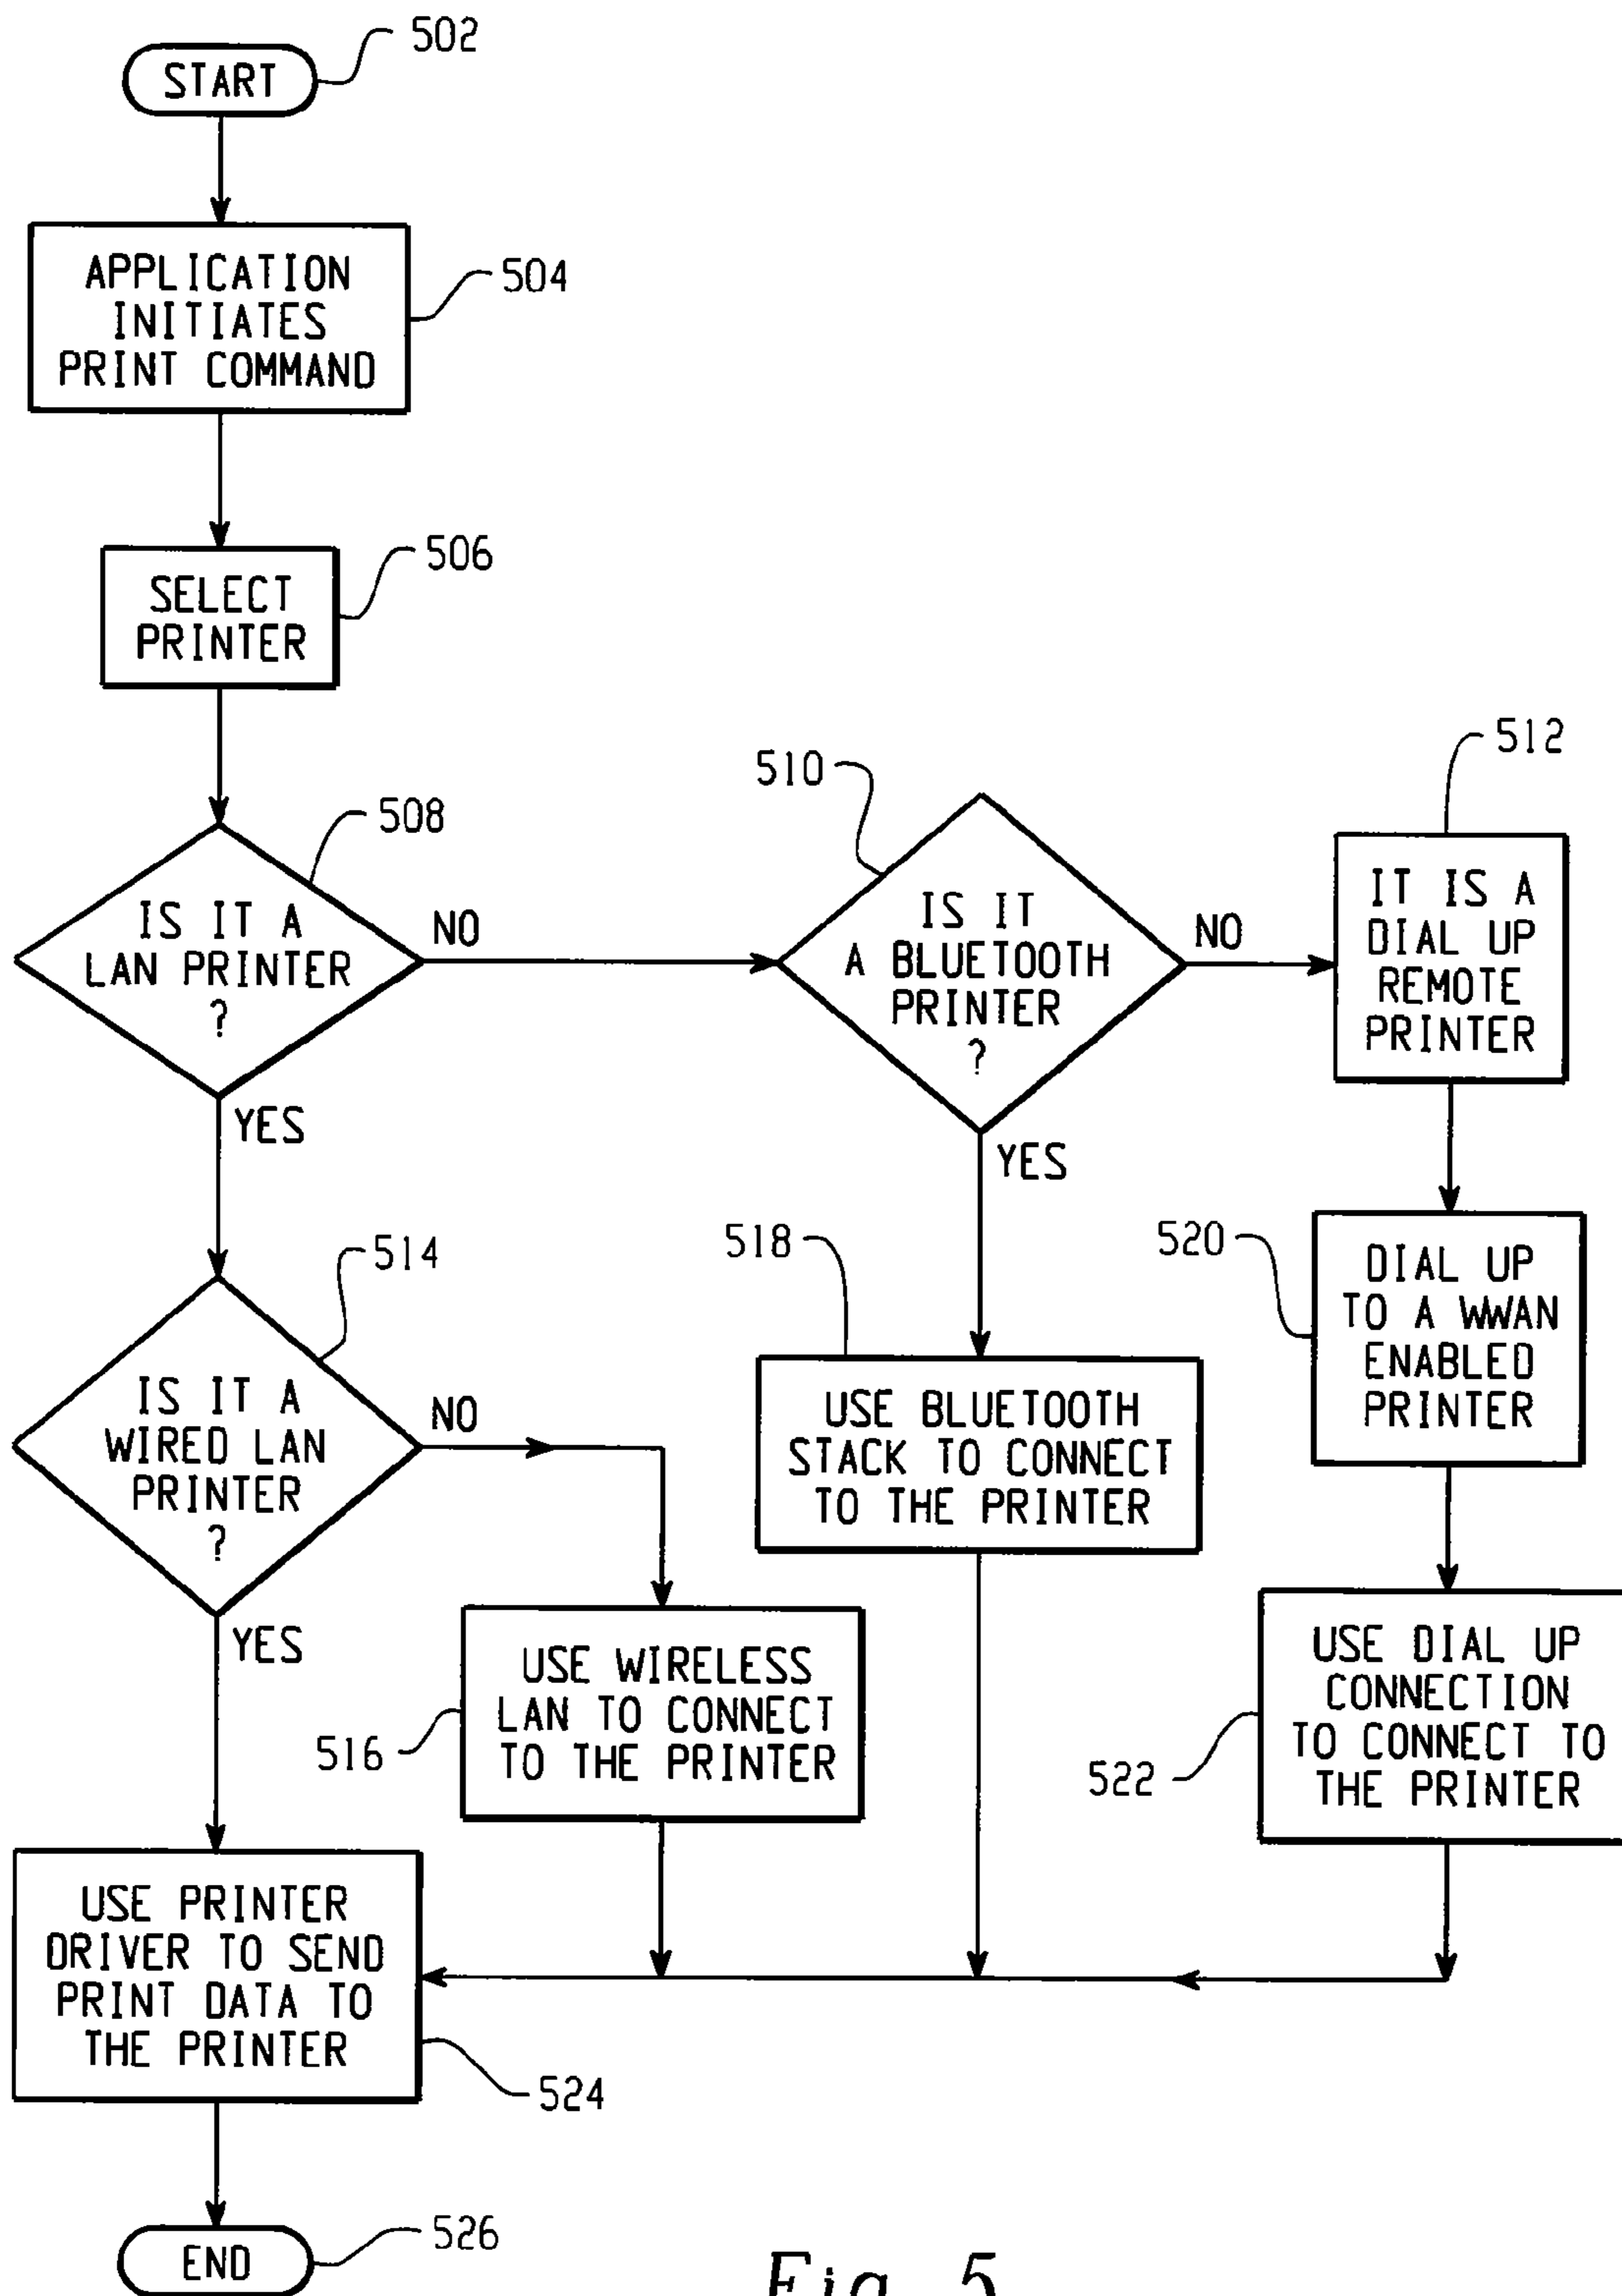 502
START
APPLICATION
INITIATES
PRINT COMMAND
504
SELECT
PRINTER
506
508
IS IT A
LAN PRINTER
?
NO
YES
510
IS IT
A BLUETOOTH
PRINTER
?
NO
YES
512
IT IS A
DIAL UP
REMOTE
PRINTER
514
IS IT A
WIRED LAN
PRINTER
?
NO
YES
518
USE BLUETOOTH
STACK TO CONNECT
TO THE PRINTER
520
DIAL UP
TO A WWAN
ENABLED
PRINTER
516
USE WIRELESS
LAN TO CONNECT
TO THE PRINTER
522
USE DIAL UP
CONNECTION
TO CONNECT TO
THE PRINTER
USE PRINTER
DRIVER TO SEND
PRINT DATA TO
THE PRINTER
524
END
526
Fig. 5